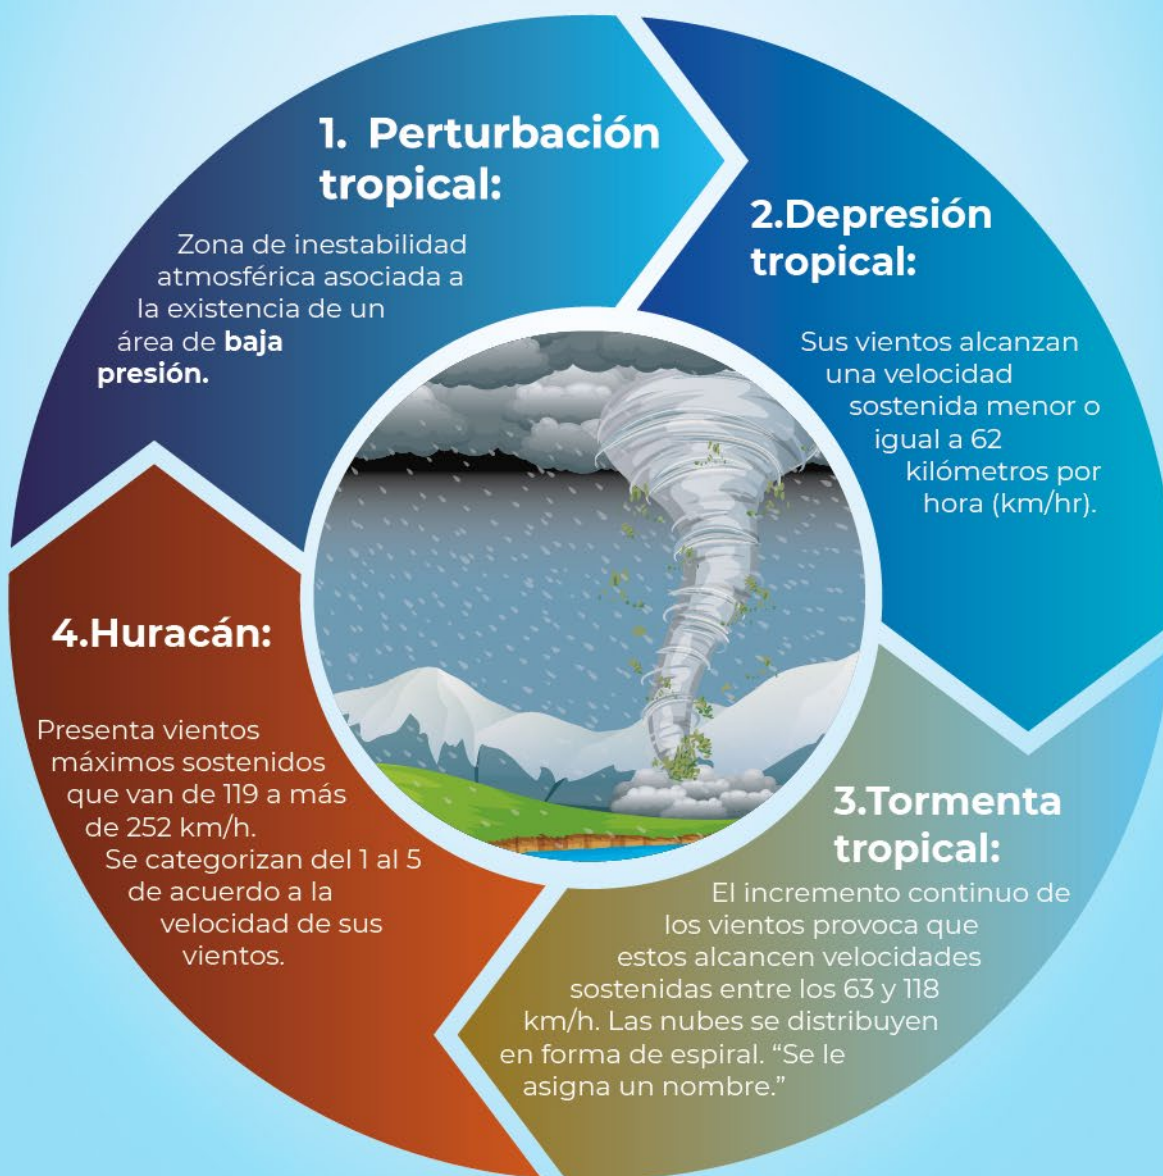 1. Perturbación
tropical:
Zona de inestabilidad
atmosférica asociada a
la existencia de un
área de baja
presión.
2.Depresión
tropical:
Sus vientos alcanzan
una velocidad
sostenida menor o
igual a 62
kilómetros por
hora (km/hr).
3.Tormenta
tropical:
El incremento continuo de
los vientos provoca que
estos alcancen velocidades
sostenidas entre los 63 y 118
km/h. Las nubes se distribuyen
en forma de espiral. “Se le
asigna un nombre.”
4.Huracán:
Presenta vientos
máximos sostenidos
que van de 119 a más
de 252 km/h.
Se categorizan del 1 al 5
de acuerdo a la
velocidad de sus
vientos.